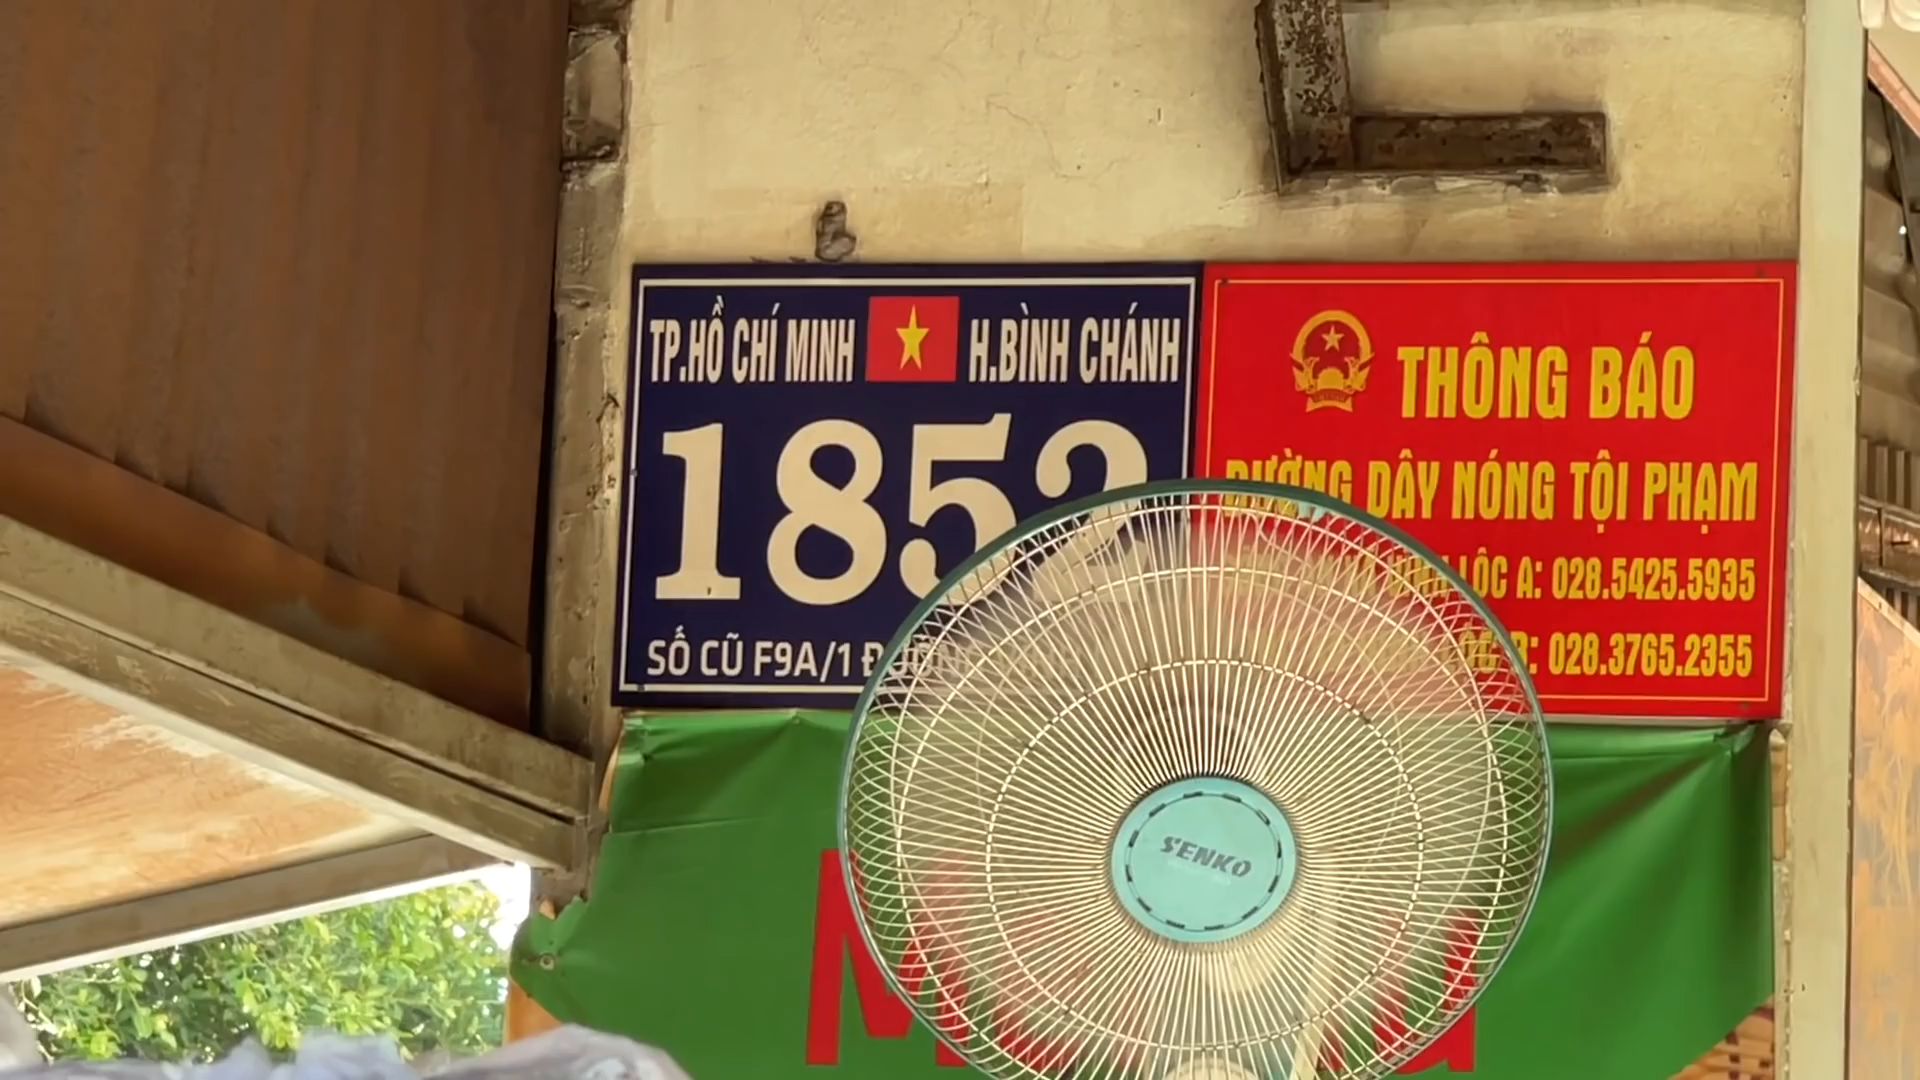 TP.HỒ CHÍ MINH H.BÌNH CHÁNH
1852
SỐ CŨ F9A/1
THÔNG BÁO
ĐƯỜNG DÂY NÓNG TỘI PHẠM
LỘC A: 028.5425.5935
B: 028.3765.2355
SENKO